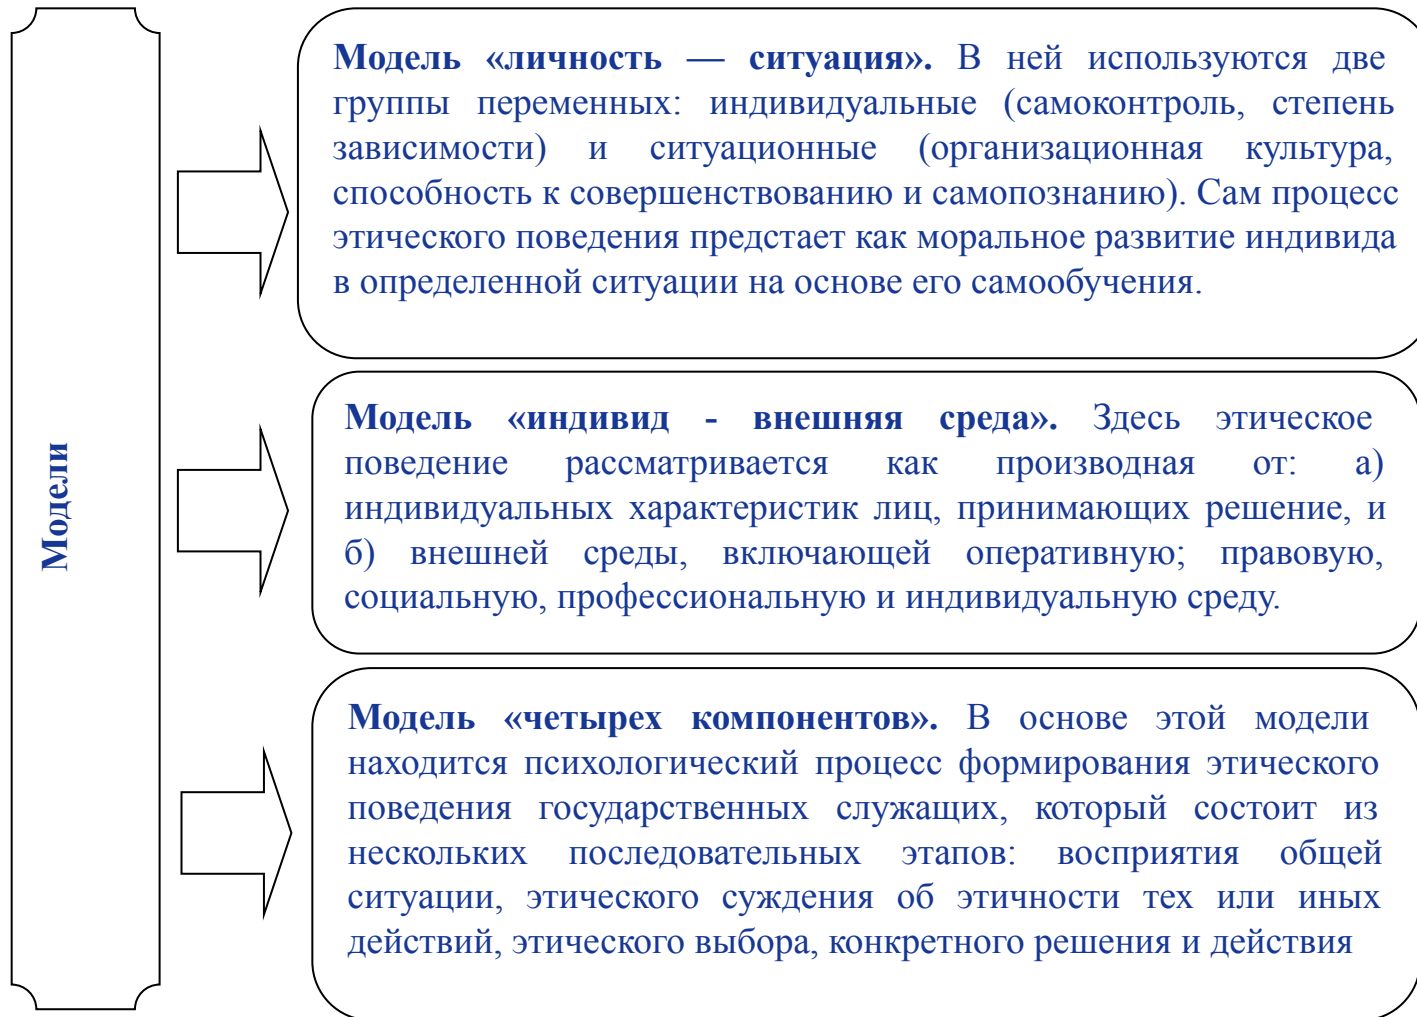 Модели
Модель «личность — ситуация». В ней используются две
группы переменных: индивидуальные (самоконтроль, степень
зависимости) и ситуационные (организационная культура,
способность к совершенствованию и самопознанию). Сам процесс
этического поведения предстает как моральное развитие индивида
в определенной ситуации на основе его самообучения.
Модель «индивид - внешняя среда». Здесь этическое
поведение рассматривается как производная от: а)
индивидуальных характеристик лиц, принимающих решение, и
б) внешней среды, включающей оперативную; правовую,
социальную, профессиональную и индивидуальную среду.
Модель «четырех компонентов». В основе этой модели
находится психологический процесс формирования этического
поведения государственных служащих, который состоит из
нескольких последовательных этапов: восприятия общей
ситуации, этического суждения об этичности тех или иных
действий, этического выбора, конкретного решения и действия